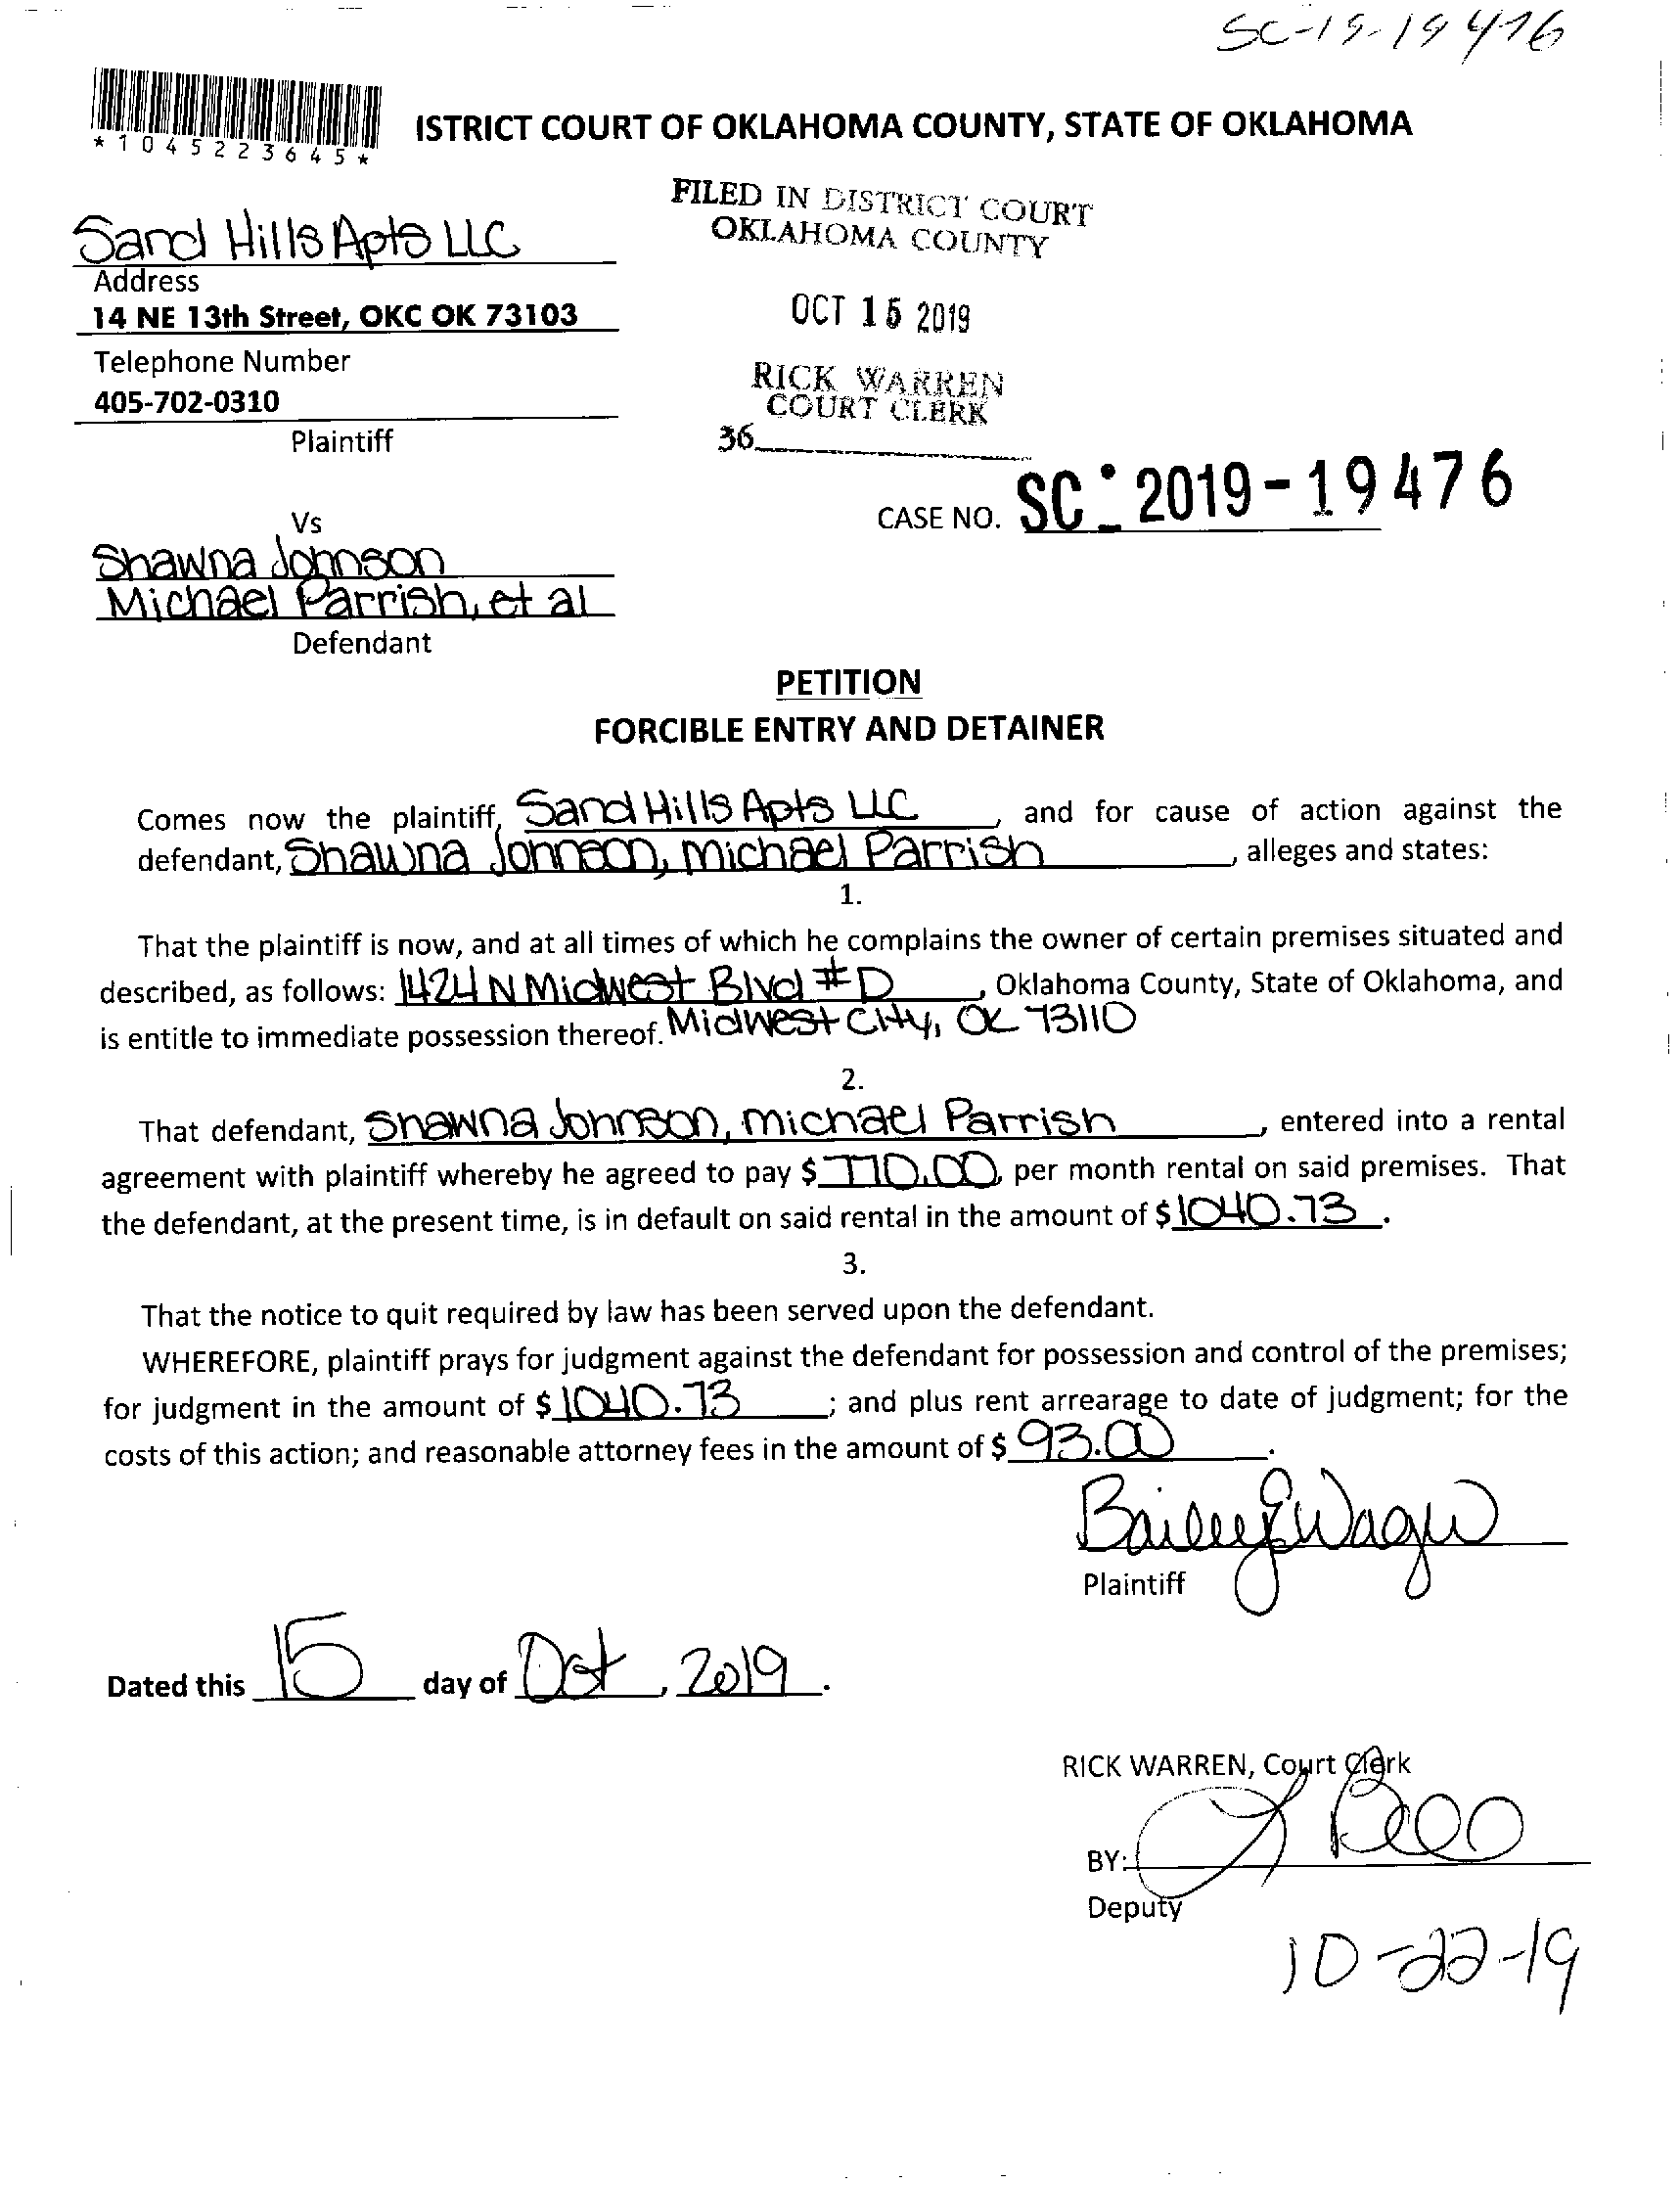 SC-19-19476
*1045223645*
ISTRICT COURT OF OKLAHOMA COUNTY, STATE OF OKLAHOMA
FILED IN DISTRICT COURT
OKLAHOMA COUNTY
Sand Hills Apts LLC
Address
14 NE 13th Street, OKC OK 73103
OCT 15 2019
Telephone Number
405-702-0310
RICK WARREN
COURT CLERK
Plaintiff
36
CASE NO. SC-2019-19476
Vs
Shawna Johnson
Michael Parrish, et al
Defendant
PETITION
FORCIBLE ENTRY AND DETAINER
Comes now the plaintiff, Sand Hills Apts LLC, and for cause of action against the
defendant, Shawna Johnson, Michael Parrish, alleges and states:
1.
That the plaintiff is now, and at all times of which he complains the owner of certain premises situated and
described, as follows: 1424 N Midwest Blvd #D, Oklahoma County, State of Oklahoma, and
is entitle to immediate possession thereof. Midwest City, OK 73110
2.
That defendant, Shawna Johnson, Michael Parrish, entered into a rental
agreement with plaintiff whereby he agreed to pay $ 770.00, per month rental on said premises. That
the defendant, at the present time, is in default on said rental in the amount of $ 1040.73.
3.
That the notice to quit required by law has been served upon the defendant.
WHEREFORE, plaintiff prays for judgment against the defendant for possession and control of the premises;
for judgment in the amount of $ 1040.73; and plus rent arrearage to date of judgment; for the
costs of this action; and reasonable attorney fees in the amount of $ 93.00.
Plaintiff
Dated this 15 day of Oct, 2019.
RICK WARREN, Court Clerk
BY:
Deputy
10-22-19